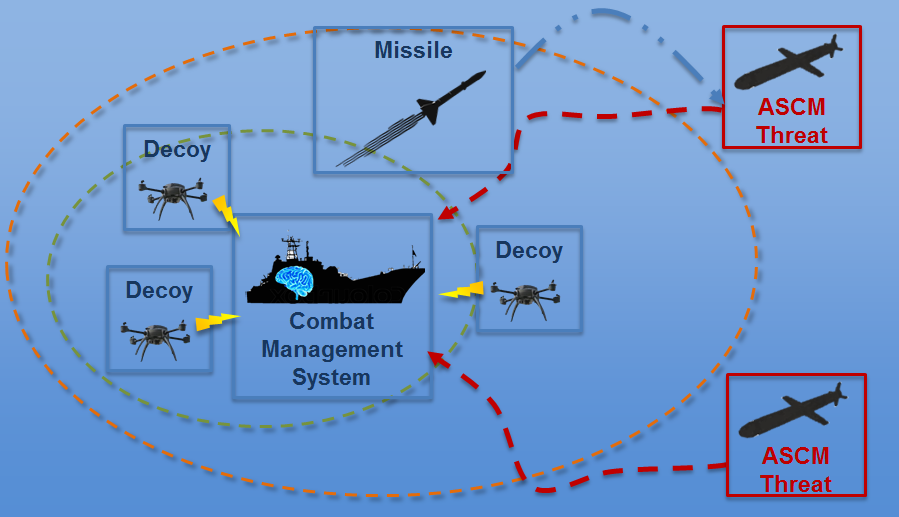 Missile
ASCM
Threat
Decoy
Decoy
Decoy
Combat
Management
System
ASCM
Threat